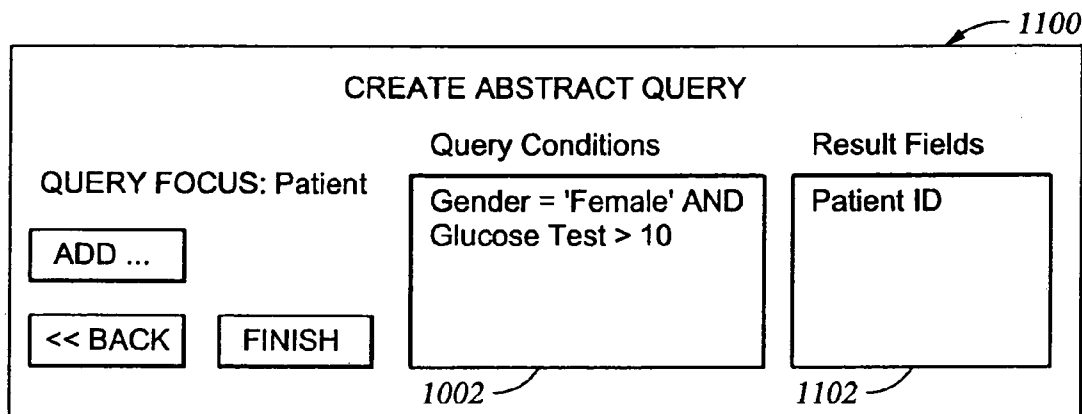 1100
CREATE ABSTRACT QUERY
Query Conditions
Result Fields
QUERY FOCUS: Patient
Gender = 'Female' AND
Glucose Test > 10
Patient ID
ADD ...
<< BACK
FINISH
1002
1102